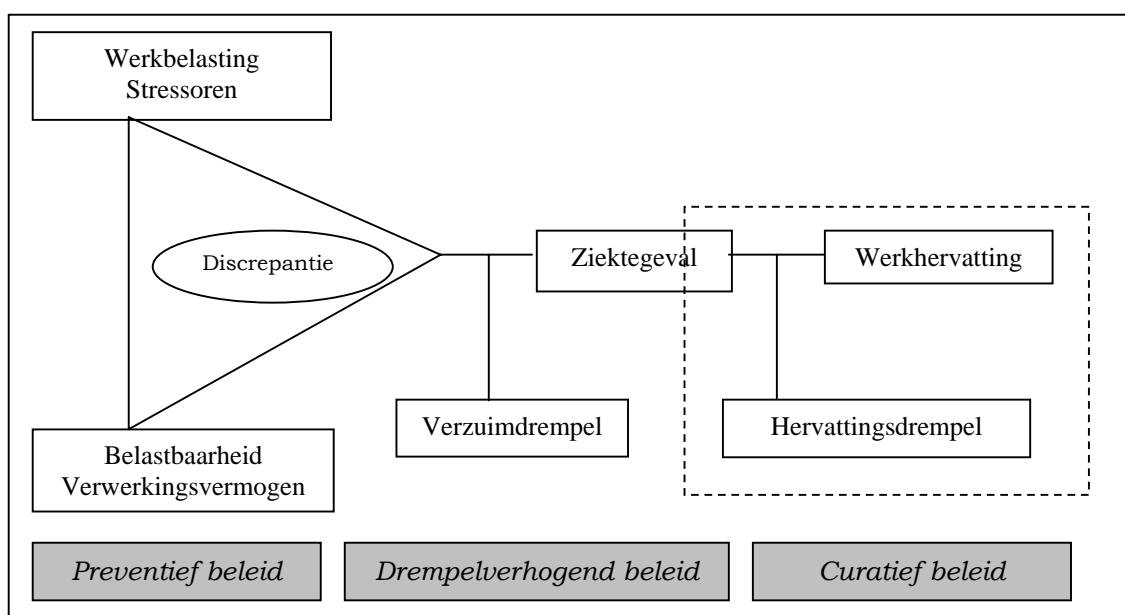 Werkbelasting
Stressoren
Discrepantie
Ziektegeval
Werkhervatting
Verzuimdrempel
Hervattingsdrempel
Belastbaarheid
Verwerkingsvermogen
Preventief beleid
Drempelverhogend beleid
Curatief beleid